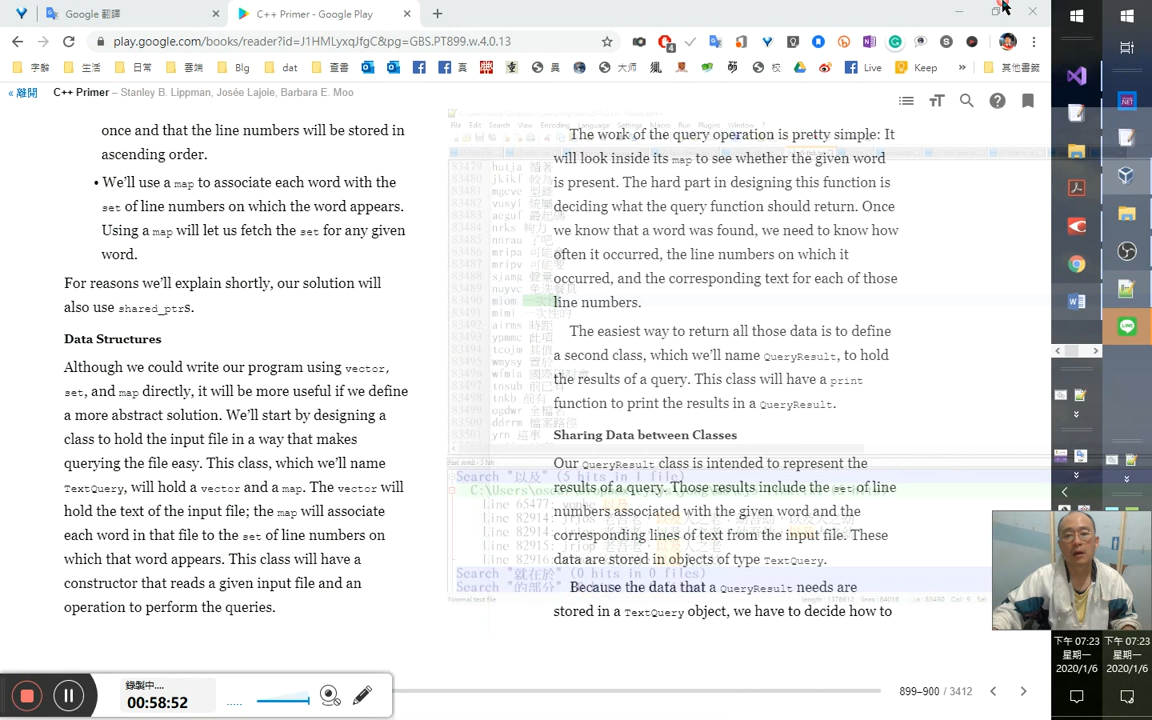 Google 翻譯
C++ Primer - Google Play
play.google.com/books/reader?id=J1HMLyxqJfgC&pg=GBS.PT899.w.4.0.13
字辭
生活
日常
雲端
Blg
dat
查書
真
異
大师
校
Live
Keep
其他書籤
« 離開
C++ Primer – Stanley B. Lippman, Josée Lajoie, Barbara E. Moo
once and that the line numbers will be stored in
ascending order.
• We’ll use a map to associate each word with the
set of line numbers on which the word appears.
Using a map will let us fetch the set for any given
word.
For reasons we’ll explain shortly, our solution will
also use shared_ptrs.
Data Structures
Although we could write our program using vector,
set, and map directly, it will be more useful if we define
a more abstract solution. We’ll start by designing a
class to hold the input file in a way that makes
querying the file easy. This class, which we’ll name
TextQuery, will hold a vector and a map. The vector will
hold the text of the input file; the map will associate
each word in that file to the set of line numbers on
which that word appears. This class will have a
constructor that reads a given input file and an
operation to perform the queries.
The work of the query operation is pretty simple: It
will look inside its map to see whether the given word
is present. The hard part in designing this function is
deciding what the query function should return. Once
we know that a word was found, we need to know how
often it occurred, the line numbers on which it
occurred, and the corresponding text for each of those
line numbers.
The easiest way to return all those data is to define
a second class, which we’ll name QueryResult, to hold
the results of a query. This class will have a print
function to print the results in a QueryResult.
Sharing Data between Classes
Our QueryResult class is intended to represent the
results of a query. Those results include the set of line
numbers associated with the given word and the
corresponding lines of text from the input file. These
data are stored in objects of type TextQuery.
Because the data that a QueryResult needs are
stored in a TextQuery object, we have to decide how to
899–900 / 3412
錄製中....
00:58:52
下午 07:23
星期一
2020/1/6
下午 07:23
星期一
2020/1/6